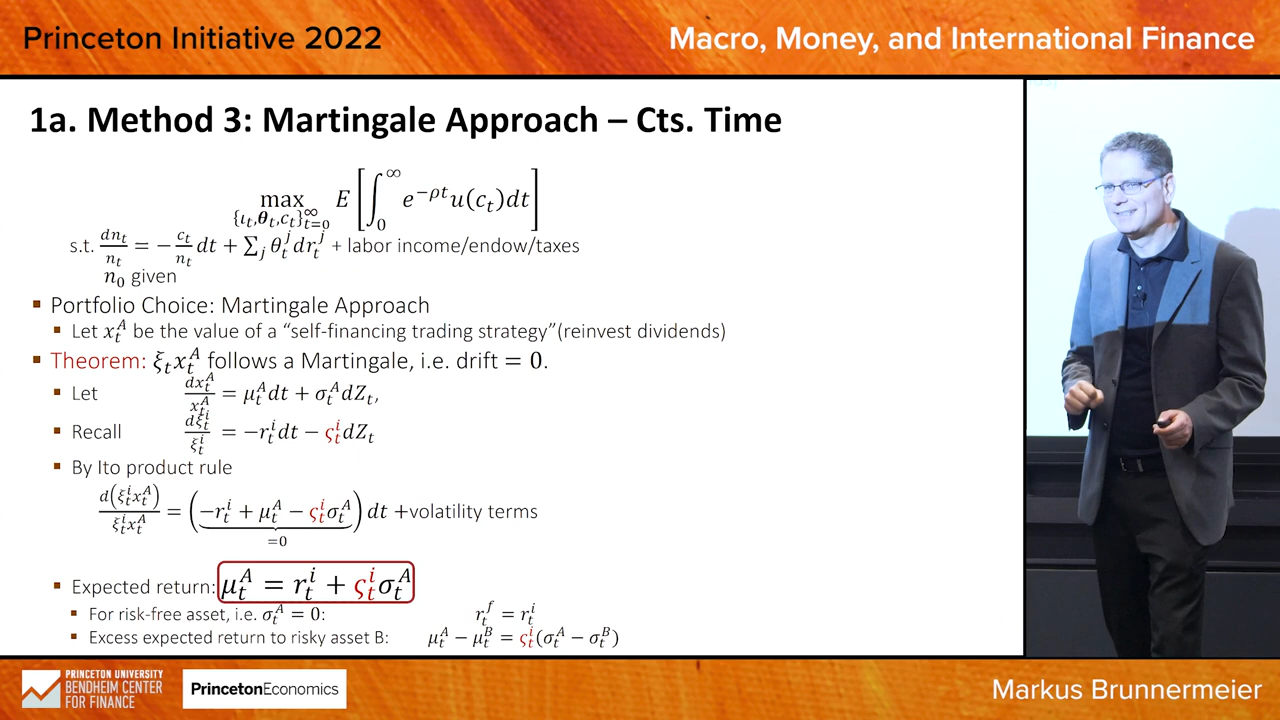 Princeton Initiative 2022
Macro, Money, and International Finance
1a. Method 3: Martingale Approach – Cts. Time
max_{{ι_t,θ_t,c_t}_{t=0}^∞} E[∫_0^∞ e^{−ρt} u(c_t)dt]
s.t. dn_t/n_t = −c_t/n_t dt + ∑_j θ_t^j dr_t^j + labor income/endow/taxes
n_0 given
▪ Portfolio Choice: Martingale Approach
▪ Let x_t^A be the value of a “self-financing trading strategy”(reinvest dividends)
▪ Theorem: ξ_t x_t^A follows a Martingale, i.e. drift = 0.
▪ Let dx_t^A/x_t^A = μ_t^A dt + σ_t^A dZ_t,
▪ Recall dξ_t^i/ξ_t^i = −r_t^i dt − ς_t^i dZ_t
▪ By Ito product rule
d(ξ_t^i x_t^A)/ξ_t^i x_t^A = (−r_t^i + μ_t^A − ς_t^i σ_t^A) dt +volatility terms
=0
▪ Expected return: μ_t^A = r_t^i + ς_t^i σ_t^A
▪ For risk-free asset, i.e. σ_t^A = 0: r_t^f = r_t^i
▪ Excess expected return to risky asset B: μ_t^A − μ_t^B = ς_t^i(σ_t^A − σ_t^B)
PRINCETON UNIVERSITY
BENDHEIM CENTER
FOR FINANCE
PrincetonEconomics
Markus Brunnermeier